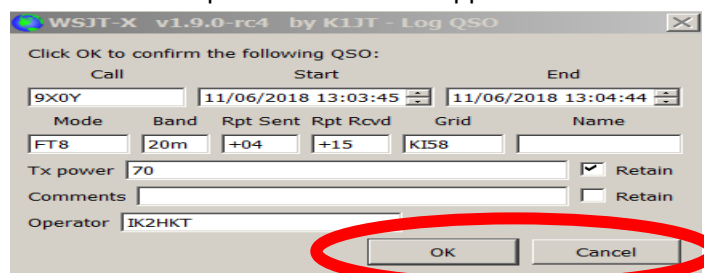 WSJT-X v1.9.0-rc4 by K1JT - Log QSO
Click OK to confirm the following QSO:
Call Start End
9X0Y 11/06/2018 13:03:45 11/06/2018 13:04:44
Mode Band Rpt Sent Rpt Rcvd Grid Name
FT8 20m +04 +15 KI58
Tx power 70 Retain
Comments Retain
Operator IK2HKT
OK Cancel